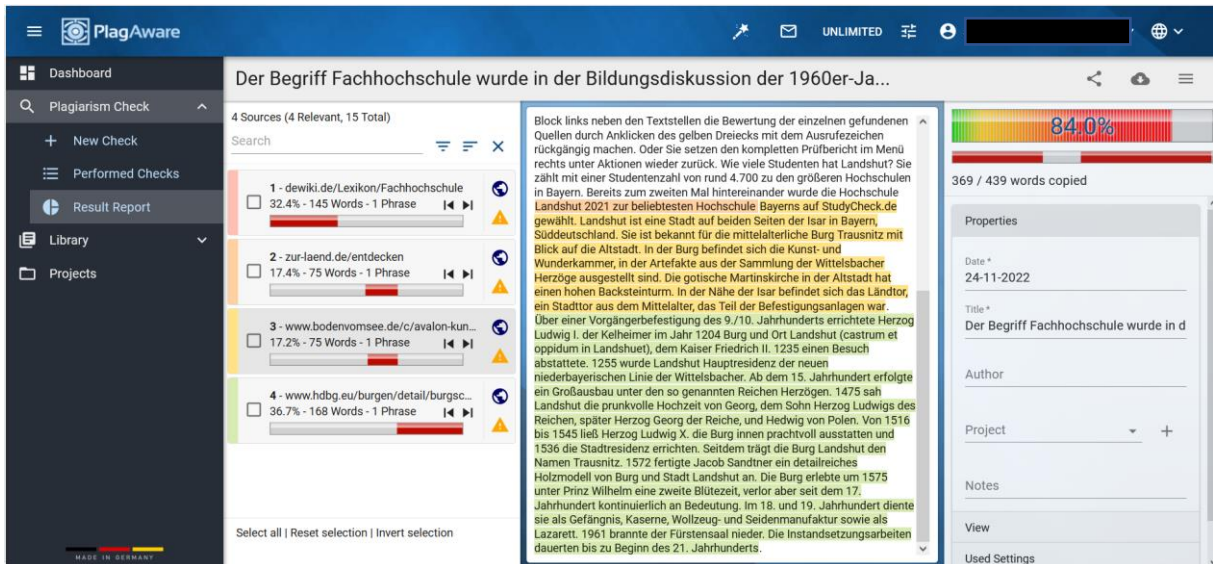 PlagAware
UNLIMITED
Dashboard
Plagiarism Check
New Check
Performed Checks
Result Report
Library
Projects
MADE IN GERMANY
Der Begriff Fachhochschule wurde in der Bildungsdiskussion der 1960er-Ja...
4 Sources (4 Relevant, 15 Total)
Search
1 - dewiki.de/Lexikon/Fachhochschule
32.4% - 145 Words - 1 Phrase
2 - zur-laend.de/entdecken
17.4% - 75 Words - 1 Phrase
3 - www.bodenvomsee.de/c/avalon-kun...
17.2% - 75 Words - 1 Phrase
4 - www.hdbg.eu/burgen/detail/burgsc...
36.7% - 168 Words - 1 Phrase
Select all | Reset selection | Invert selection
Block links neben den Textstellen die Bewertung der einzelnen gefundenen
Quellen durch Anklicken des gelben Dreiecks mit dem Ausrufezeichen
rückgängig machen. Oder Sie setzen den kompletten Prüfbericht im Menü
rechts unter Aktionen wieder zurück. Wie viele Studenten hat Landshut? Sie
zählt mit einer Studentenzahl von rund 4.700 zu den größeren Hochschulen
in Bayern. Bereits zum zweiten Mal hintereinander wurde die Hochschule
Landshut 2021 zur beliebtesten Hochschule Bayerns auf StudyCheck.de
gewählt. Landshut ist eine Stadt auf beiden Seiten der Isar in Bayern,
Süddeutschland. Sie ist bekannt für die mittelalterliche Burg Trausnitz mit
Blick auf die Altstadt. In der Burg befindet sich die Kunst- und
Wunderkammer, in der Artefakte aus der Sammlung der Wittelsbacher
Herzöge ausgestellt sind. Die gotische Martinskirche in der Altstadt hat
einen hohen Backsteinturm. In der Nähe der Isar befindet sich das Ländtor,
ein Stadttor aus dem Mittelalter, das Teil der Befestigungsanlagen war.
Über einer Vorgängerbefestigung des 9./10. Jahrhunderts errichtete Herzog
Ludwig I. der Kelheimer im Jahr 1204 Burg und Ort Landshut (castrum et
oppidum in Landshuet), dem Kaiser Friedrich II. 1235 einen Besuch
abstattete. 1255 wurde Landshut Hauptresidenz der neuen
niederbayerischen Linie der Wittelsbacher. Ab dem 15. Jahrhundert erfolgte
ein Großausbau unter den so genannten Reichen Herzögen. 1475 sah
Landshut die prunkvolle Hochzeit von Georg, dem Sohn Herzog Ludwigs des
Reichen, später Herzog Georg der Reiche, und Hedwig von Polen. Von 1516
bis 1545 ließ Herzog Ludwig X. die Burg innen prachtvoll ausstatten und
1536 die Stadtresidenz errichten. Seitdem trägt die Burg Landshut den
Namen Trausnitz. 1572 fertigte Jacob Sandtner ein detailreiches
Holzmodell von Burg und Stadt Landshut an. Die Burg erlebte um 1575
unter Prinz Wilhelm eine zweite Blütezeit, verlor aber seit dem 17.
Jahrhundert kontinuierlich an Bedeutung. Im 18. und 19. Jahrhundert diente
sie als Gefängnis, Kaserne, Wollzeug- und Seidenmanufaktur sowie als
Lazarett. 1961 brannte der Fürstensaal nieder. Die Instandsetzungsarbeiten
dauerten bis zu Beginn des 21. Jahrhunderts.
84.0%
369 / 439 words copied
Properties
Date *
24-11-2022
Title *
Der Begriff Fachhochschule wurde in d
Author
Project
Notes
View
Used Settings